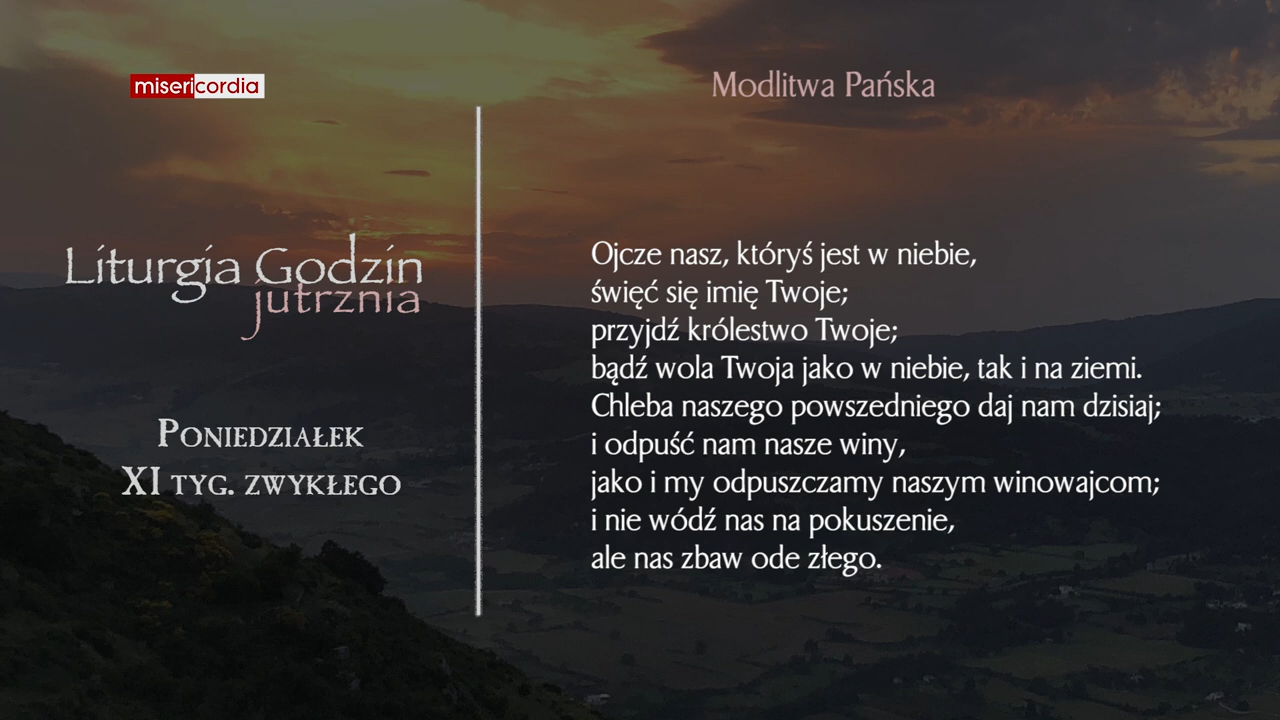 misericordia
Liturgia Godzin
jutrznia
Poniedziałek
XI tyg. zwykłego
Modlitwa Pańska
Ojcze nasz, któryś jest w niebie,
święć się imię Twoje;
przyjdź królestwo Twoje;
bądź wola Twoja jako w niebie, tak i na ziemi.
Chleba naszego powszedniego daj nam dzisiaj;
i odpuść nam nasze winy,
jako i my odpuszczamy naszym winowajcom;
i nie wódź nas na pokuszenie,
ale nas zbaw ode złego.